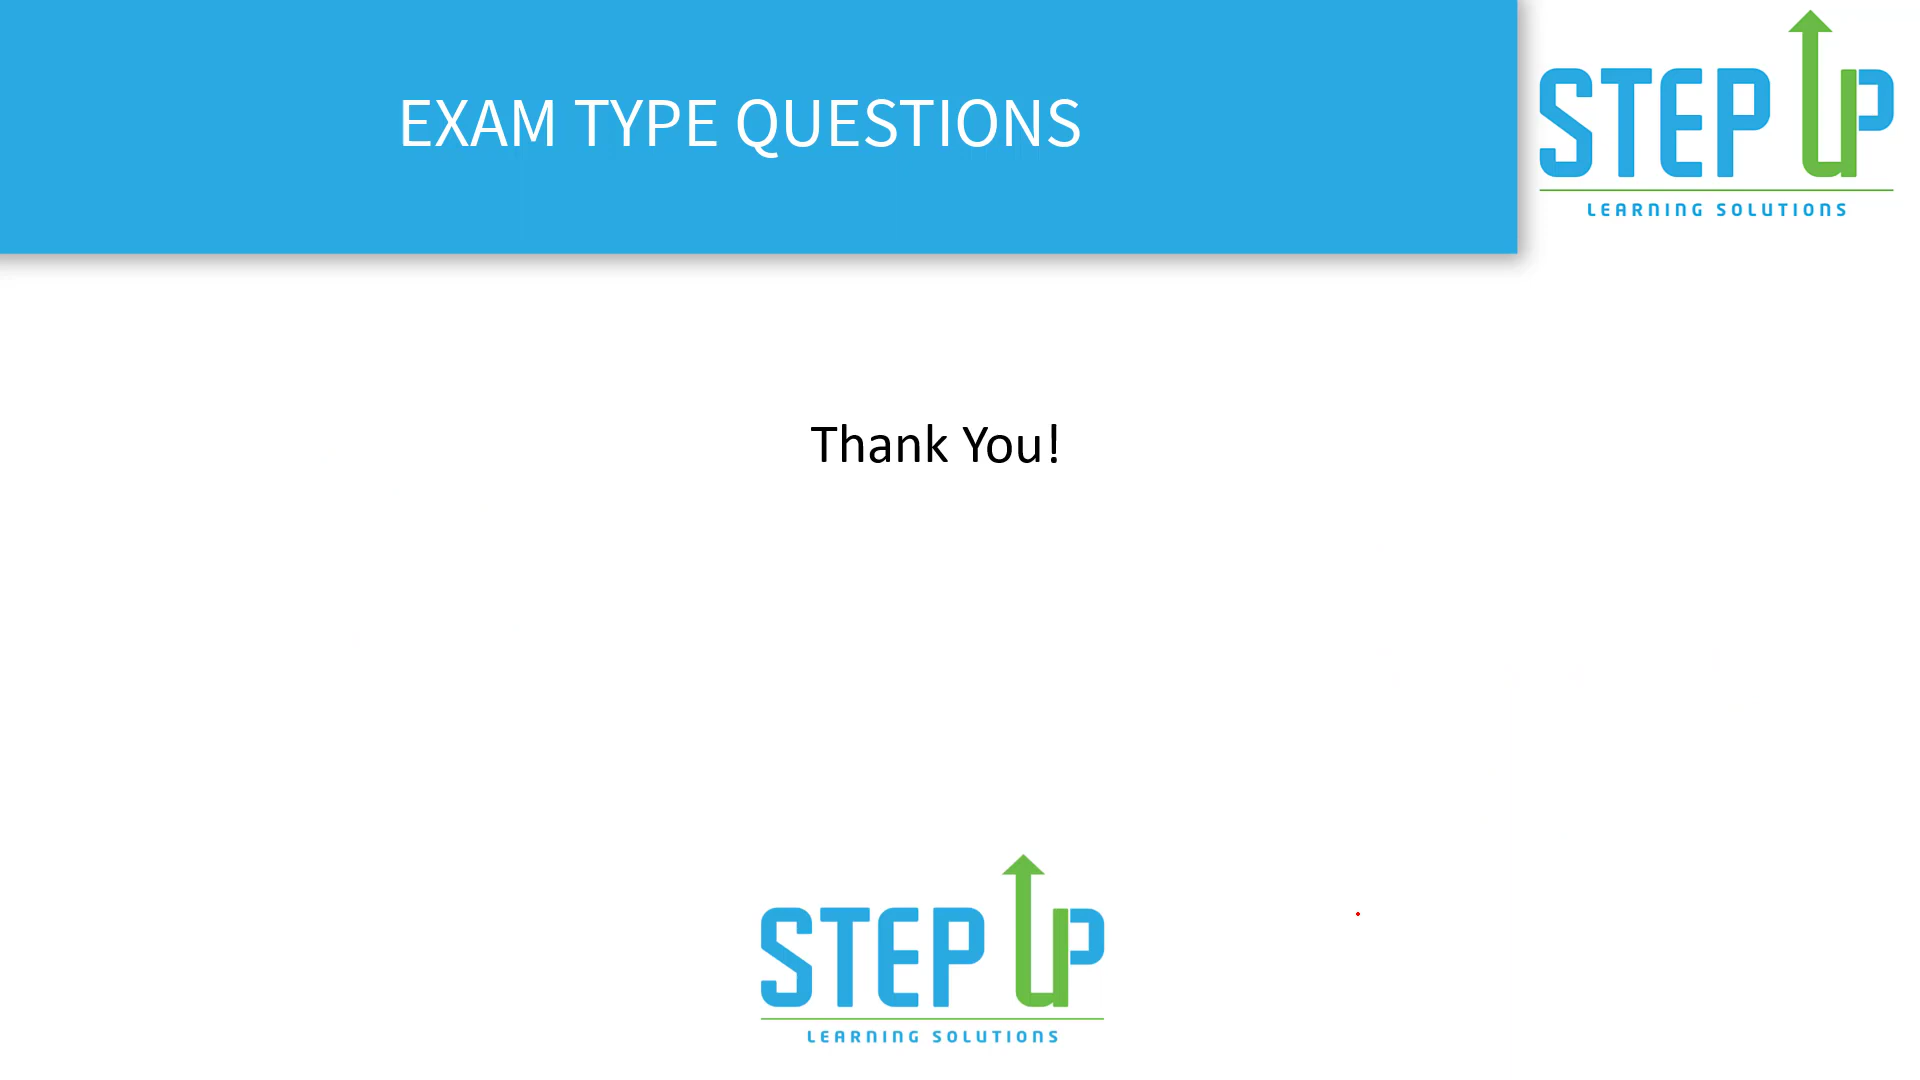 EXAM TYPE QUESTIONS
STEP UP
LEARNING SOLUTIONS
Thank You!
STEP UP
LEARNING SOLUTIONS